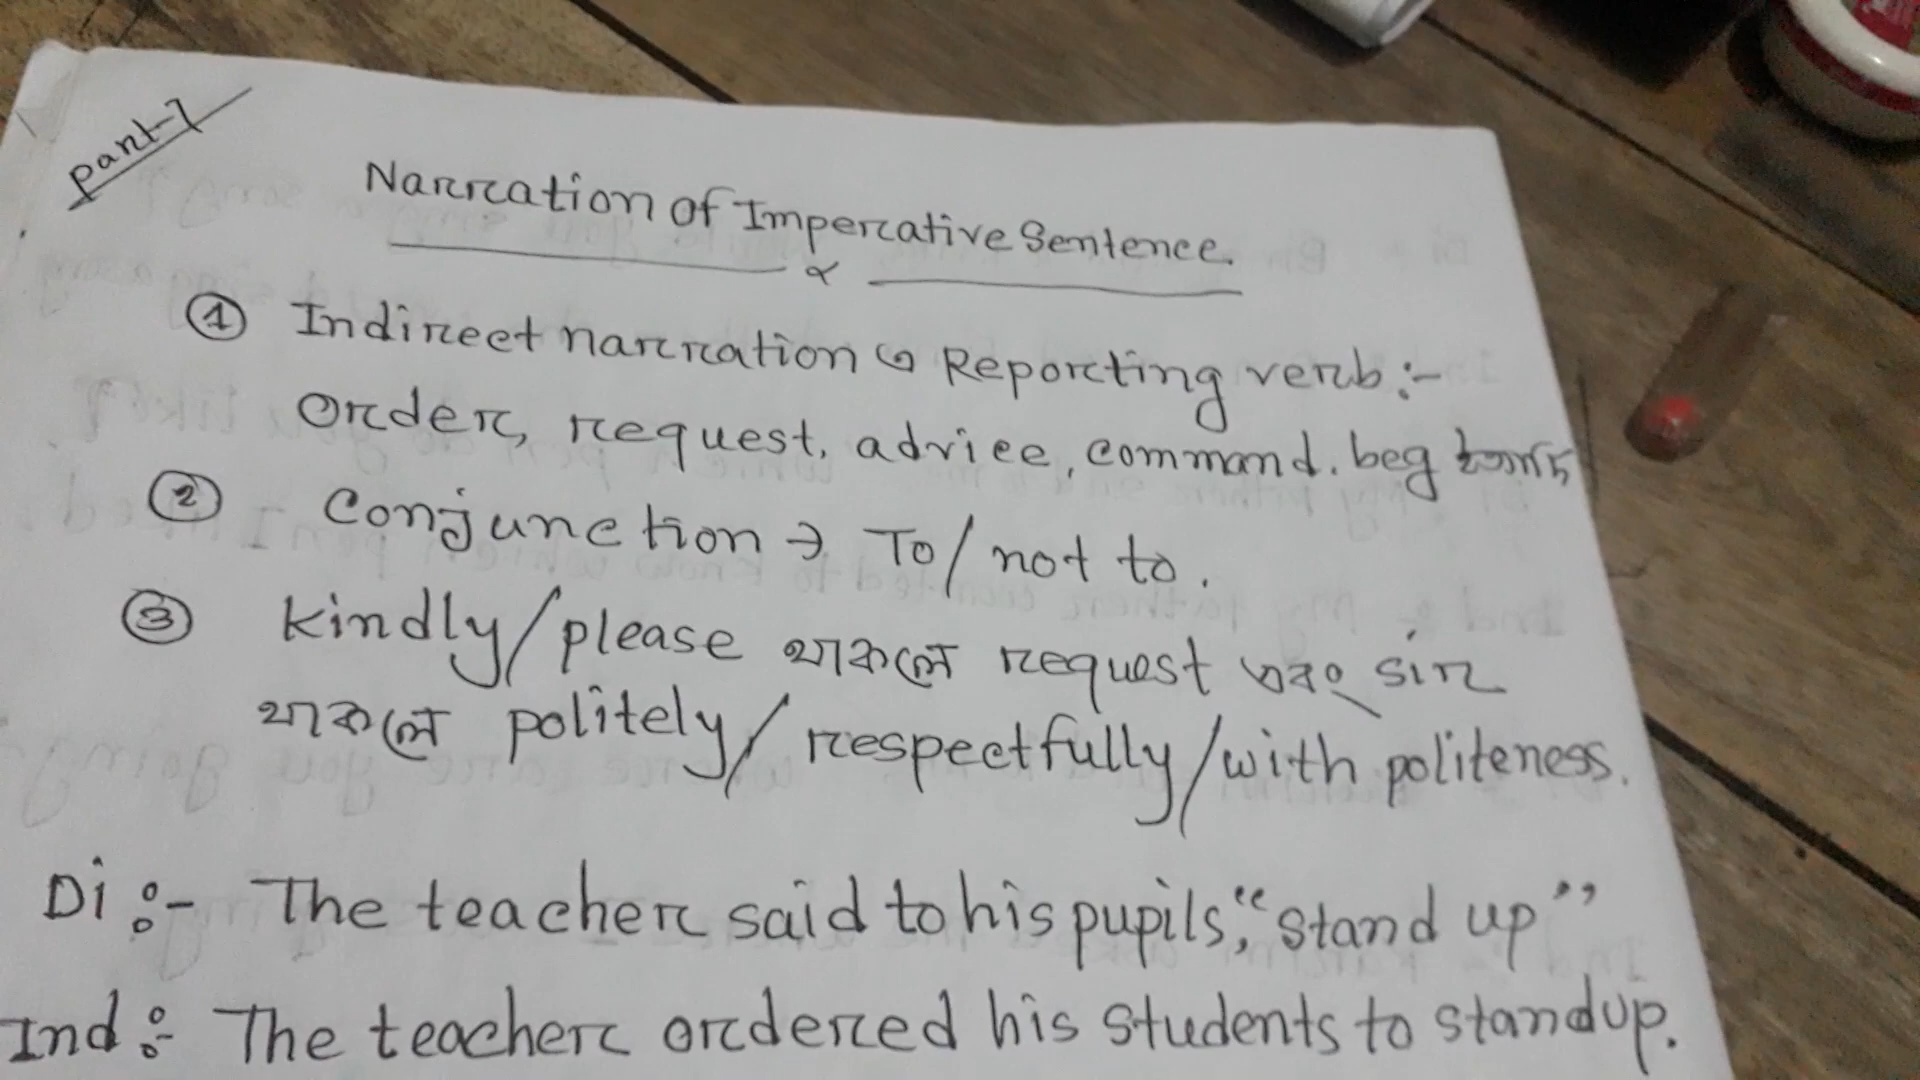 Part-7
Narration of Imperative Sentence.
① Indirect narration এ Reporting verb :-
order, request, advice, command. beg
② Conjunction → To/ not to.
③ kindly/please থাকলে request এবং sir
থাকলে politely/ respectfully/with politeness.
Di :- The teacher said to his pupils, "Stand up"
Ind :- The teacher ordered his students to standup.